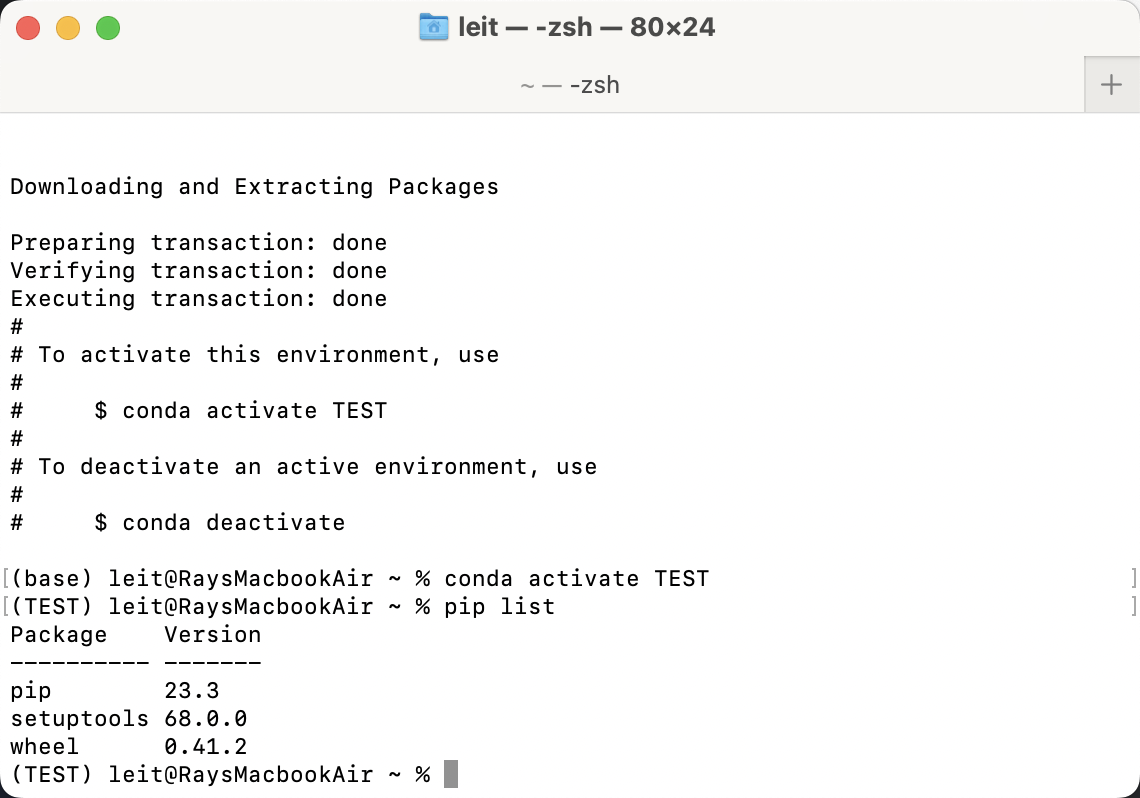 leit — -zsh — 80×24
~ — -zsh
Downloading and Extracting Packages
Preparing transaction: done
Verifying transaction: done
Executing transaction: done
#
# To activate this environment, use
#
#     $ conda activate TEST
#
# To deactivate an active environment, use
#
#     $ conda deactivate
[(base) leit@RaysMacbookAir ~ % conda activate TEST ]
[(TEST) leit@RaysMacbookAir ~ % pip list ]
Package    Version
---------- -------
pip        23.3
setuptools 68.0.0
wheel      0.41.2
(TEST) leit@RaysMacbookAir ~ %